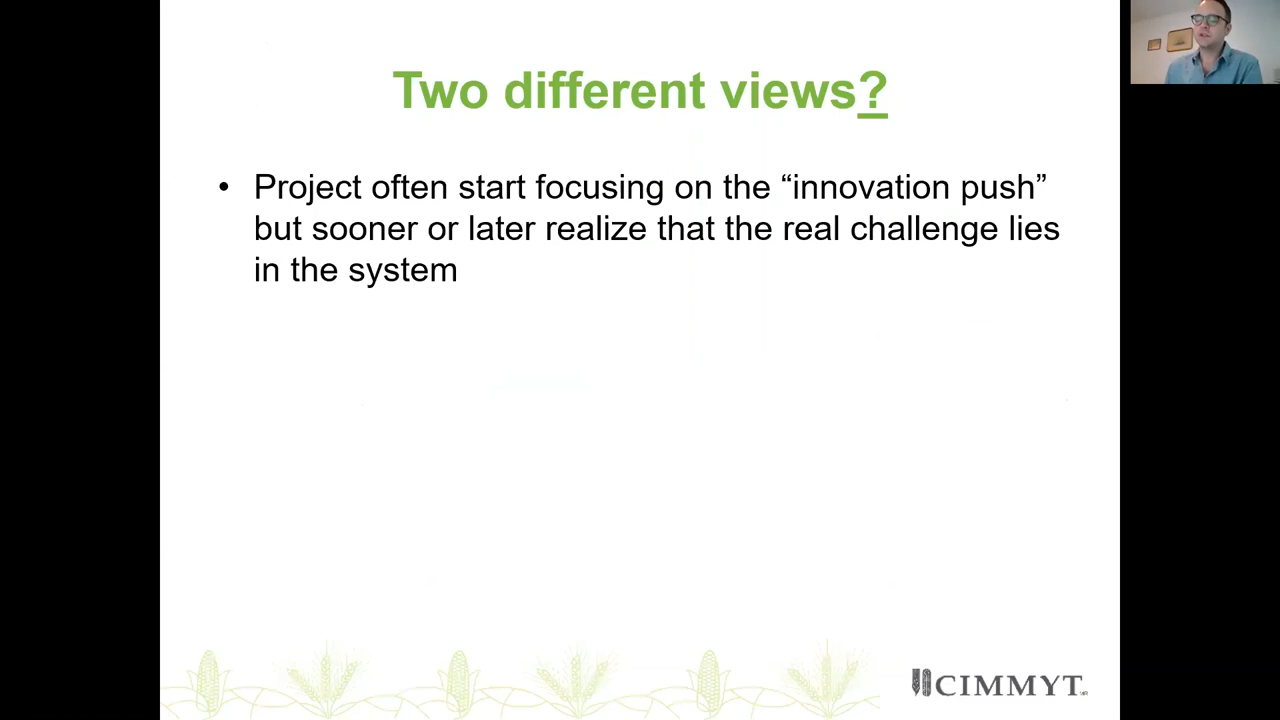 Two different views?
• Project often start focusing on the “innovation push”
but sooner or later realize that the real challenge lies
in the system
CIMMYT